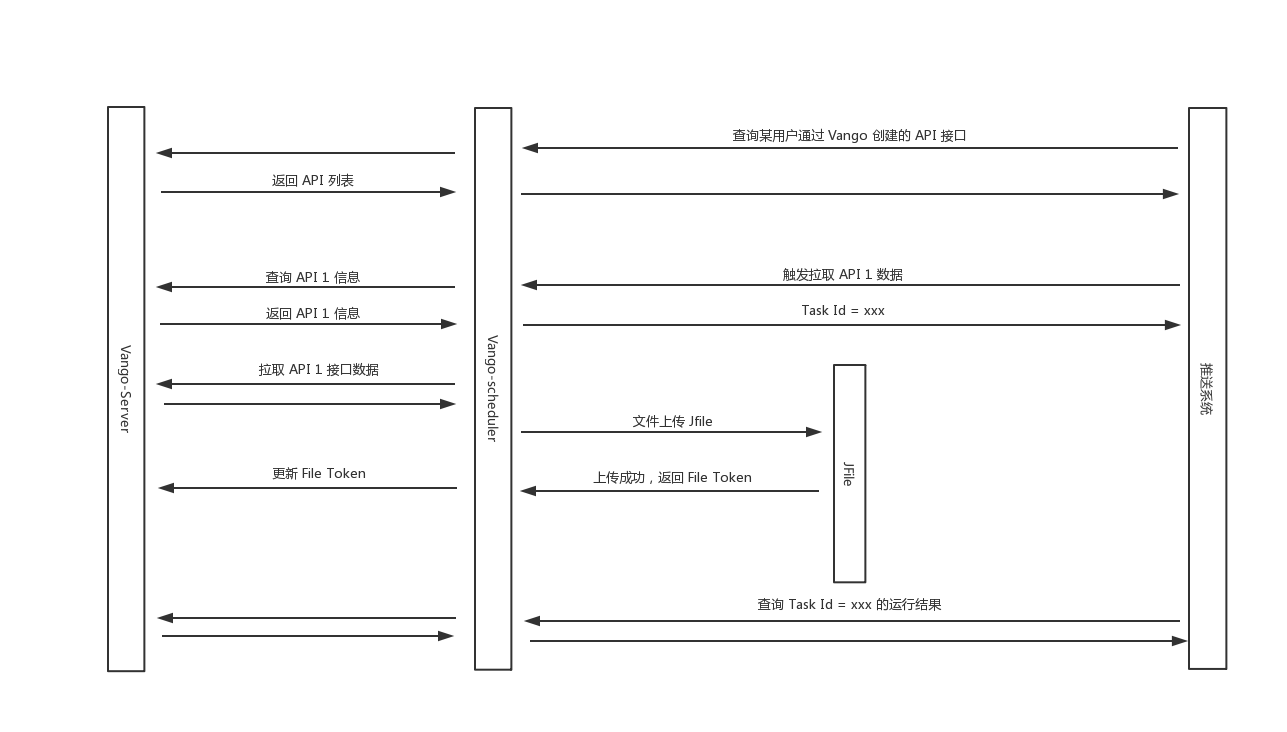 查询某用户通过 Vango 创建的 API 接口
返回 API 列表
查询 API 1 信息
触发拉取 API 1 数据
返回 API 1 信息
Task Id = xxx
Vango-Server
Vango-scheduler
推送系统
拉取 API 1 接口数据
文件上传 Jfile
JFile
更新 File Token
上传成功，返回 File Token
查询 Task Id = xxx 的运行结果